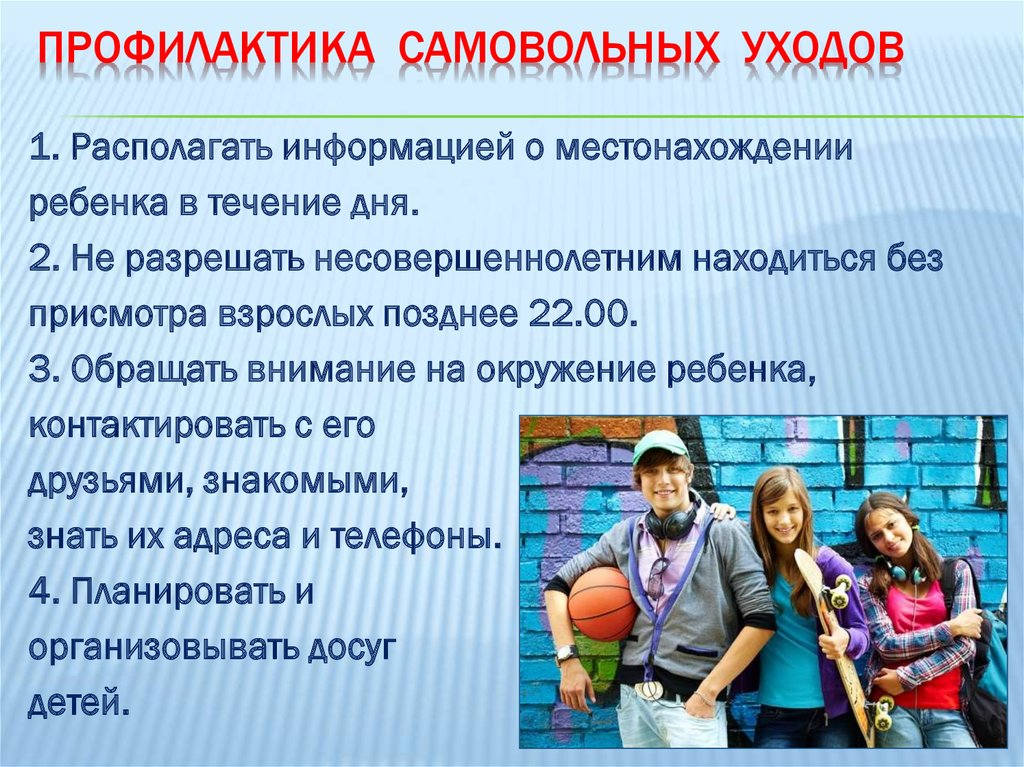 ПРОФИЛАКТИКА САМОВОЛЬНЫХ УХОДОВ
1. Располагать информацией о местонахождении
ребенка в течение дня.
2. Не разрешать несовершеннолетним находиться без
присмотра взрослых позднее 22.00.
3. Обращать внимание на окружение ребенка,
контактировать с его
друзьями, знакомыми,
знать их адреса и телефоны.
4. Планировать и
организовывать досуг
детей.